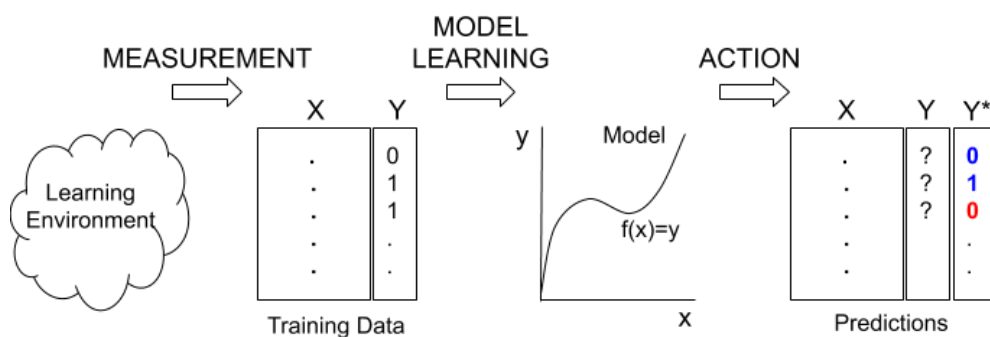 MEASUREMENT
MODEL
LEARNING
ACTION
Learning
Environment
X Y
. 0
. 1
. 1
. .
. .
Training Data
y
Model
f(x)=y
x
X Y Y*
. ? 0
. ? 1
. ? 0
. .
. .
Predictions